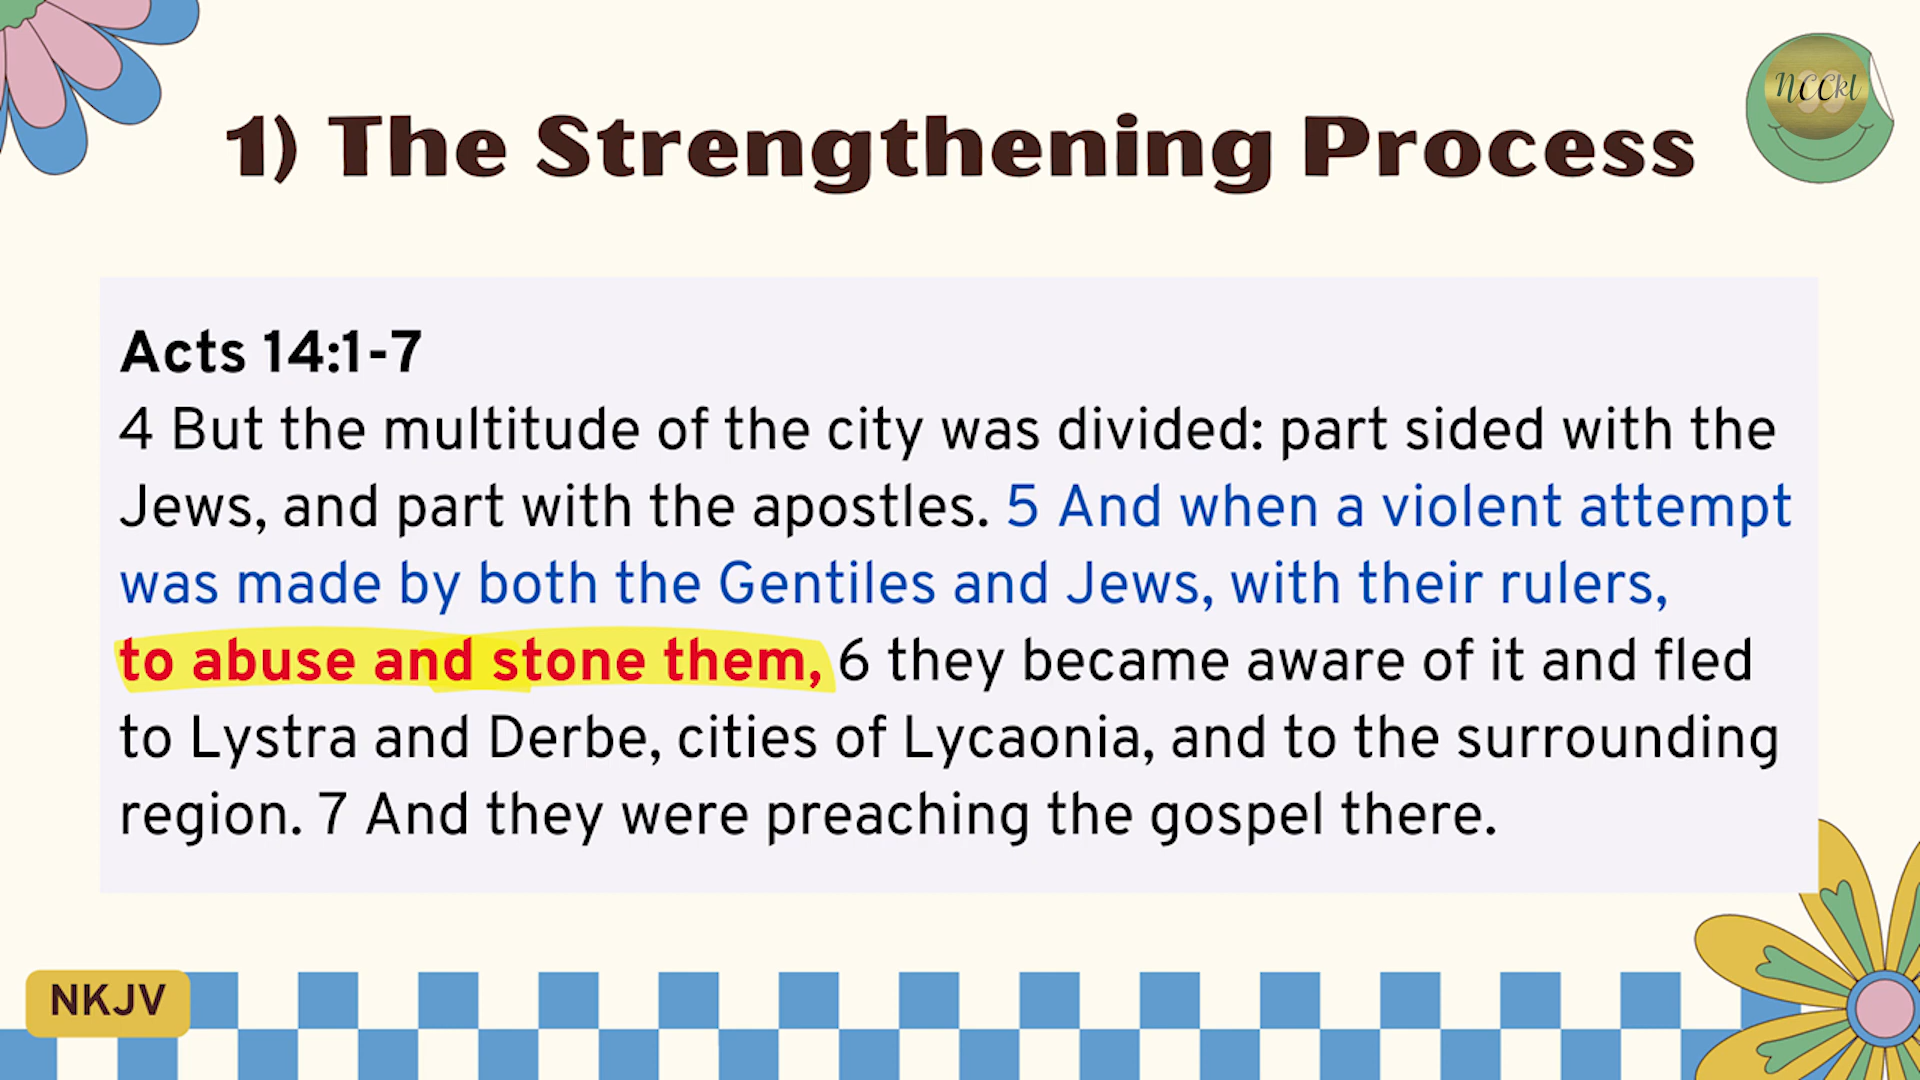 NCCkl
1) The Strengthening Process
Acts 14:1-7
4 But the multitude of the city was divided: part sided with the
Jews, and part with the apostles. 5 And when a violent attempt
was made by both the Gentiles and Jews, with their rulers,
to abuse and stone them, 6 they became aware of it and fled
to Lystra and Derbe, cities of Lycaonia, and to the surrounding
region. 7 And they were preaching the gospel there.
NKJV